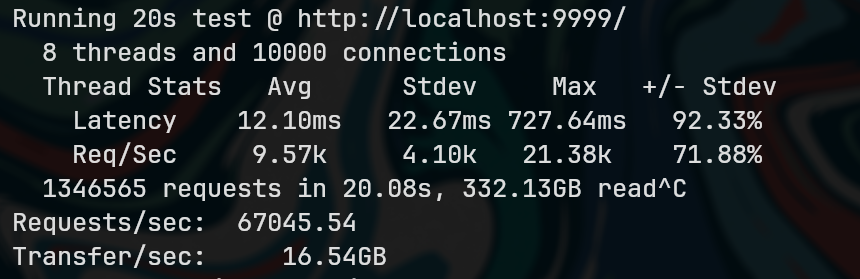 Running 20s test @ http://localhost:9999/
8 threads and 10000 connections
Thread Stats Avg Stdev Max +/- Stdev
Latency 12.10ms 22.67ms 727.64ms 92.33%
Req/Sec 9.57k 4.10k 21.38k 71.88%
1346565 requests in 20.08s, 332.13GB read^C
Requests/sec: 67045.54
Transfer/sec: 16.54GB